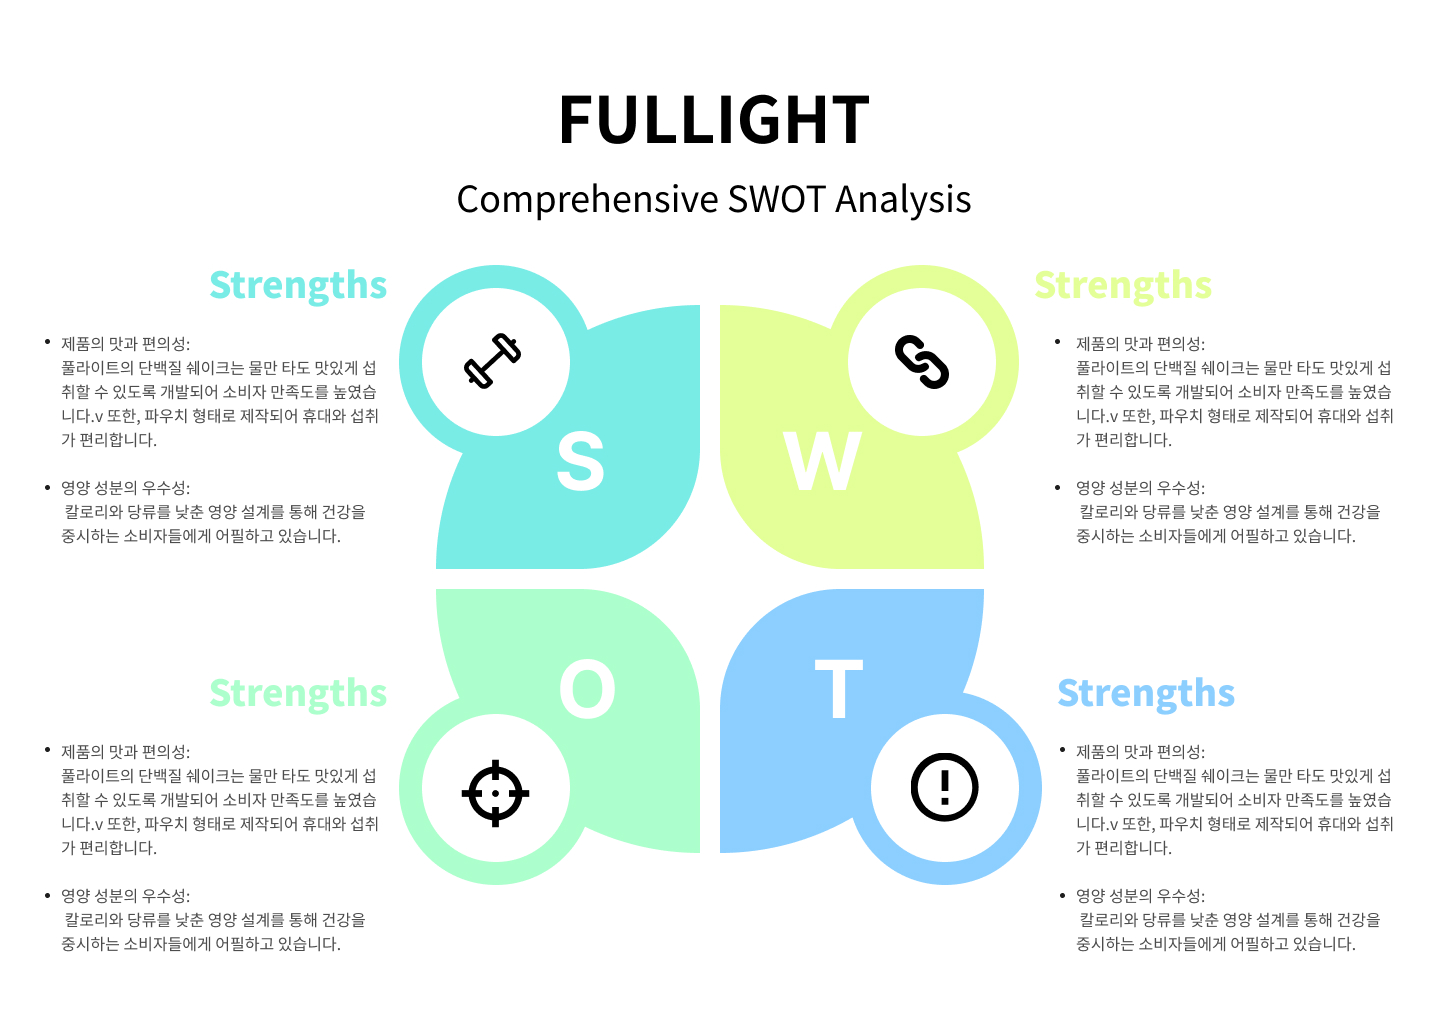 FULLIGHT
Comprehensive SWOT Analysis
Strengths
• 제품의 맛과 편의성:
풀라이트의 단백질 쉐이크는 물만 타도 맛있게 섭
취할 수 있도록 개발되어 소비자 만족도를 높였습
니다.v 또한, 파우치 형태로 제작되어 휴대와 섭취
가 편리합니다.
• 영양 성분의 우수성:
칼로리와 당류를 낮춘 영양 설계를 통해 건강을
중시하는 소비자들에게 어필하고 있습니다.
S
W
Strengths
• 제품의 맛과 편의성:
풀라이트의 단백질 쉐이크는 물만 타도 맛있게 섭
취할 수 있도록 개발되어 소비자 만족도를 높였습
니다.v 또한, 파우치 형태로 제작되어 휴대와 섭취
가 편리합니다.
• 영양 성분의 우수성:
칼로리와 당류를 낮춘 영양 설계를 통해 건강을
중시하는 소비자들에게 어필하고 있습니다.
Strengths
• 제품의 맛과 편의성:
풀라이트의 단백질 쉐이크는 물만 타도 맛있게 섭
취할 수 있도록 개발되어 소비자 만족도를 높였습
니다.v 또한, 파우치 형태로 제작되어 휴대와 섭취
가 편리합니다.
• 영양 성분의 우수성:
칼로리와 당류를 낮춘 영양 설계를 통해 건강을
중시하는 소비자들에게 어필하고 있습니다.
O
T
Strengths
• 제품의 맛과 편의성:
풀라이트의 단백질 쉐이크는 물만 타도 맛있게 섭
취할 수 있도록 개발되어 소비자 만족도를 높였습
니다.v 또한, 파우치 형태로 제작되어 휴대와 섭취
가 편리합니다.
• 영양 성분의 우수성:
칼로리와 당류를 낮춘 영양 설계를 통해 건강을
중시하는 소비자들에게 어필하고 있습니다.